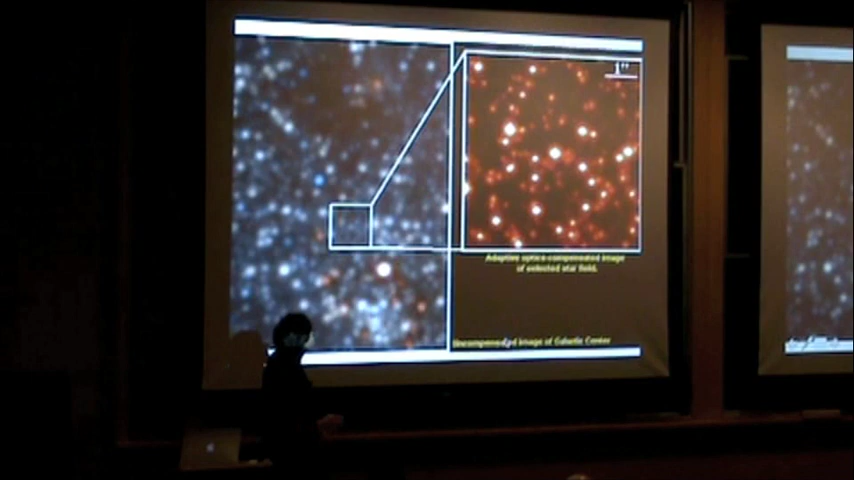 1"
Adaptive optics-compensated image
of selected star field.
Uncompensated image of Galactic Center